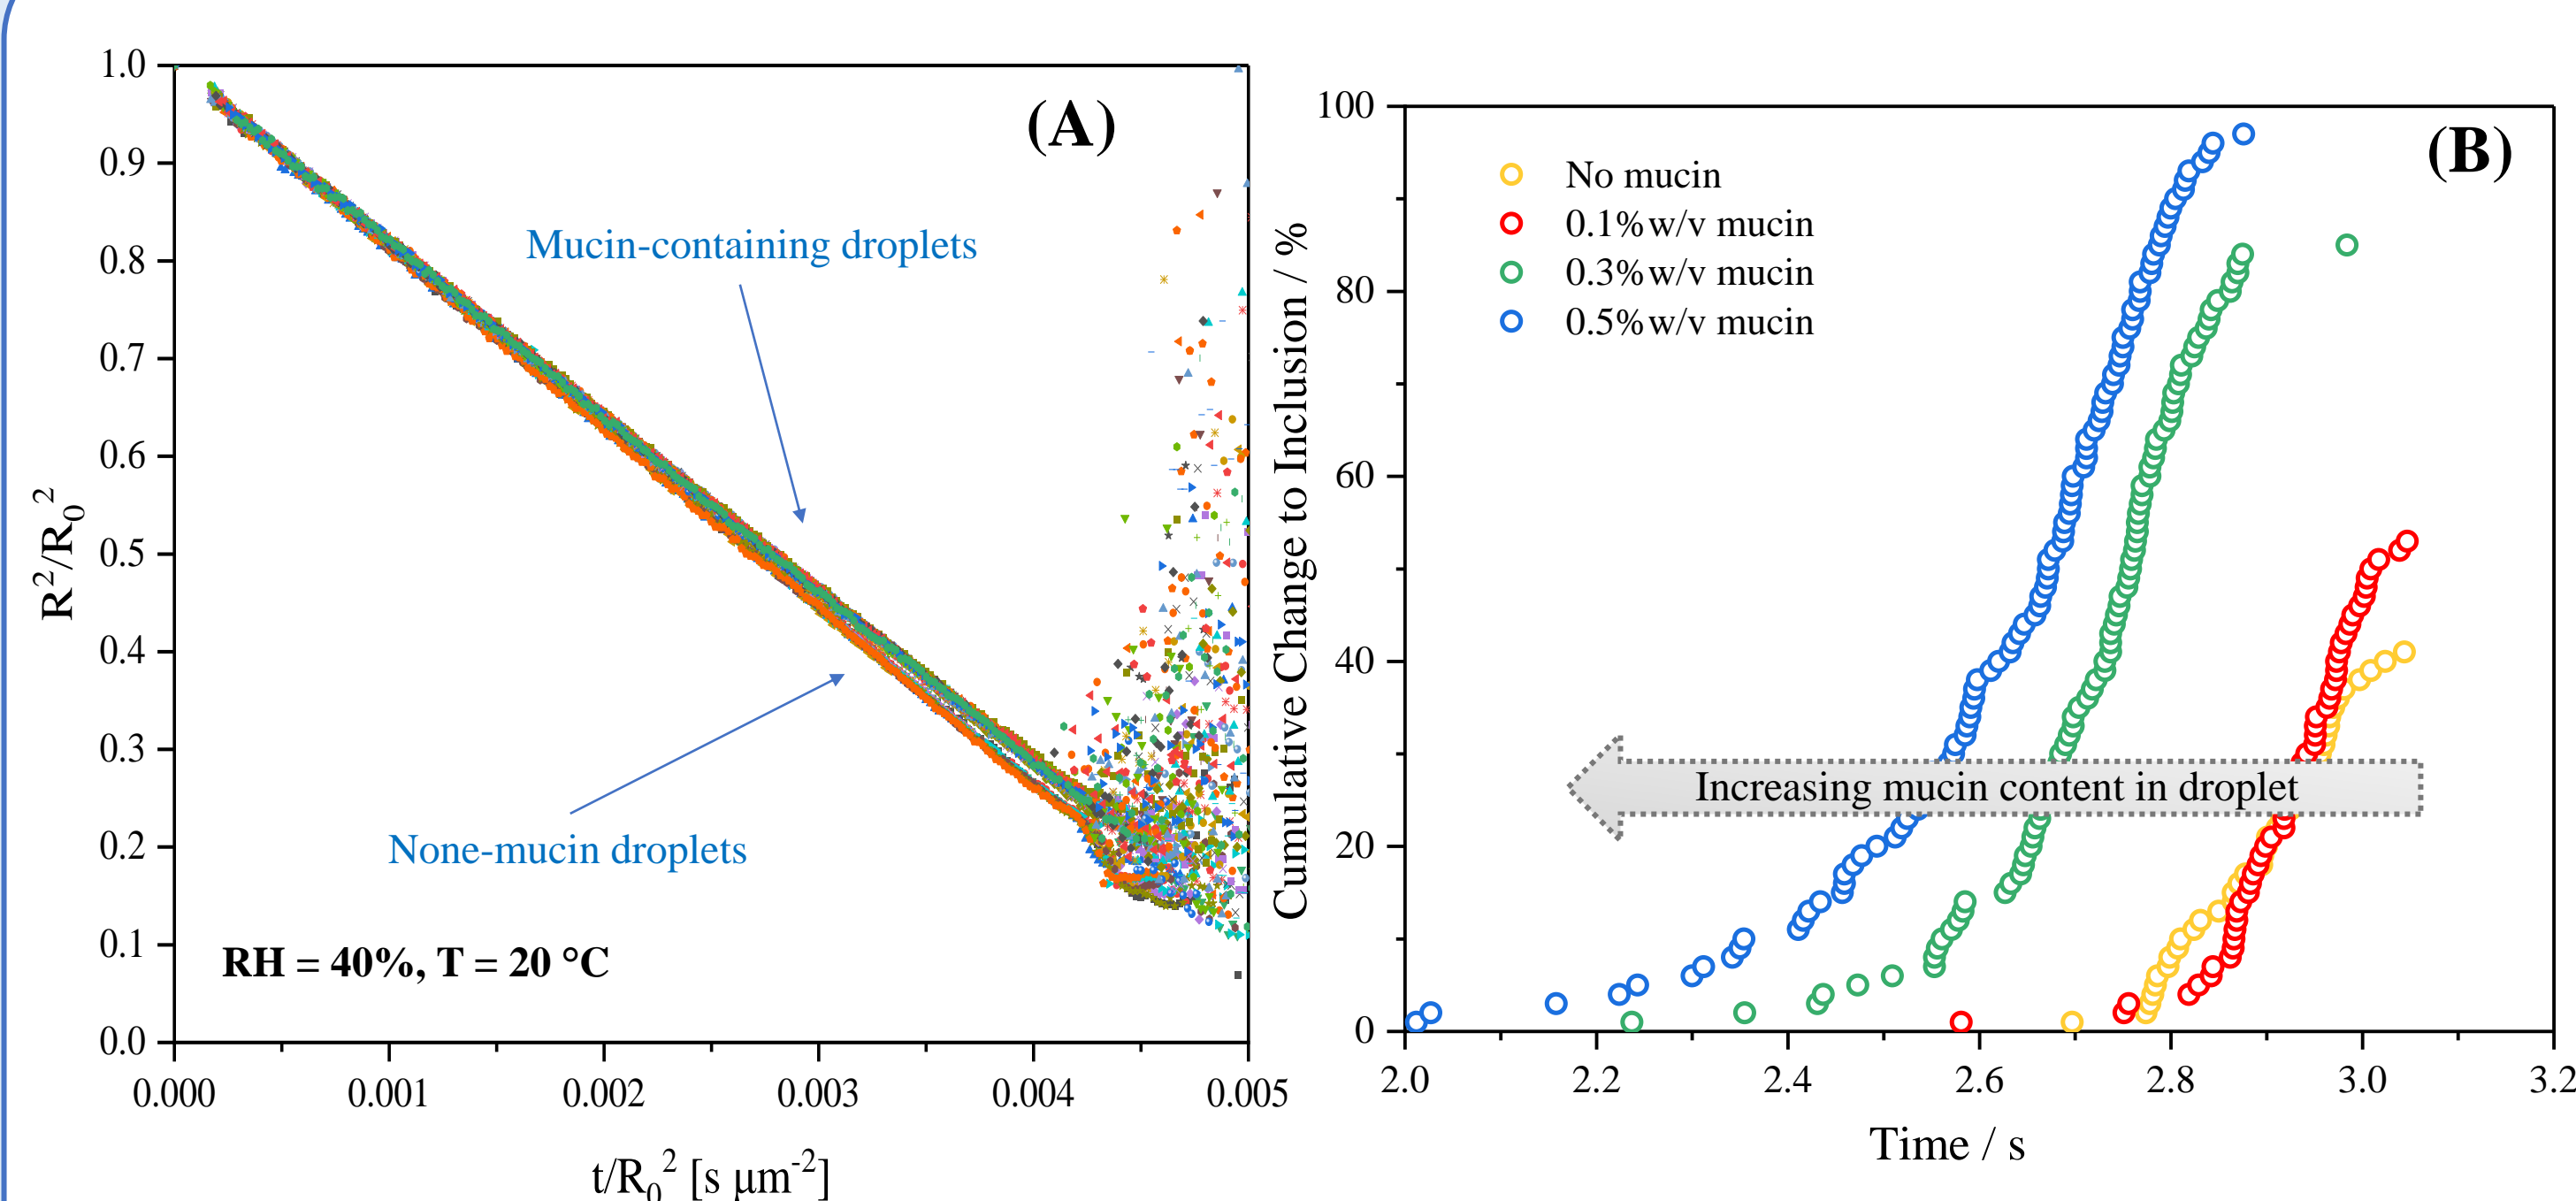 (A)
Mucin-containing droplets
None-mucin droplets
RH = 40%, T = 20 °C
R²/R₀²
1.0
0.9
0.8
0.7
0.6
0.5
0.4
0.3
0.2
0.1
0.0
0.000 0.001 0.002 0.003 0.004 0.005
t/R₀² [s μm⁻²]
(B)
No mucin
0.1%w/v mucin
0.3%w/v mucin
0.5%w/v mucin
Increasing mucin content in droplet
Cumulative Change to Inclusion / %
100
80
60
40
20
0
2.0 2.2 2.4 2.6 2.8 3.0 3.2
Time / s